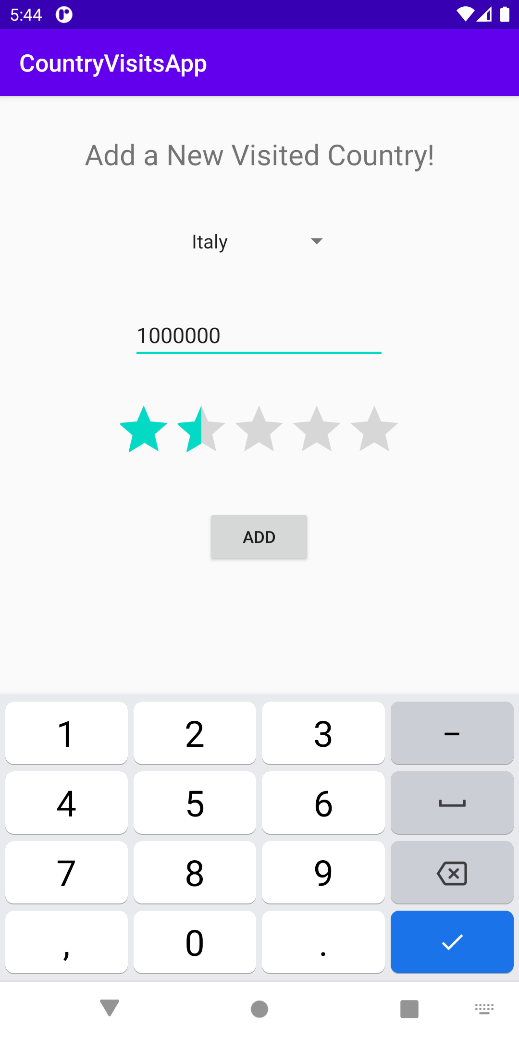 5:44
CountryVisitsApp
Add a New Visited Country!
Italy
1000000
ADD
1 2 3 –
4 5 6
7 8 9
, 0 .